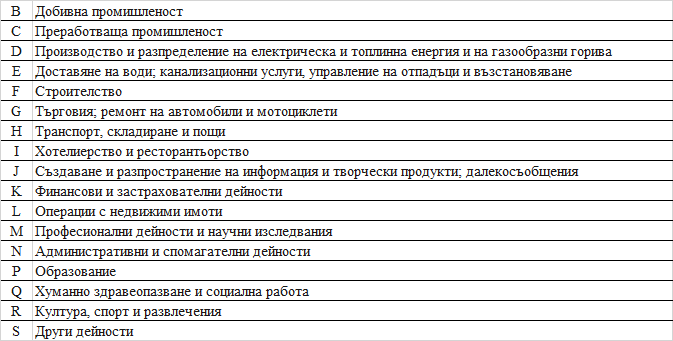 B Добивна промишленост
C Преработваща промишленост
D Производство и разпределение на електрическа и топлинна енергия и на газообразни горива
E Доставяне на води; канализационни услуги, управление на отпадъци и възстановяване
F Строителство
G Търговия; ремонт на автомобили и мотоциклети
H Транспорт, складиране и пощи
I Хотелиерство и ресторантьорство
J Създаване и разпространение на информация и творчески продукти; далекосъобщения
K Финансови и застрахователни дейности
L Операции с недвижими имоти
M Професионални дейности и научни изследвания
N Административни и спомагателни дейности
P Образование
Q Хуманно здравеопазване и социална работа
R Култура, спорт и развлечения
S Други дейности